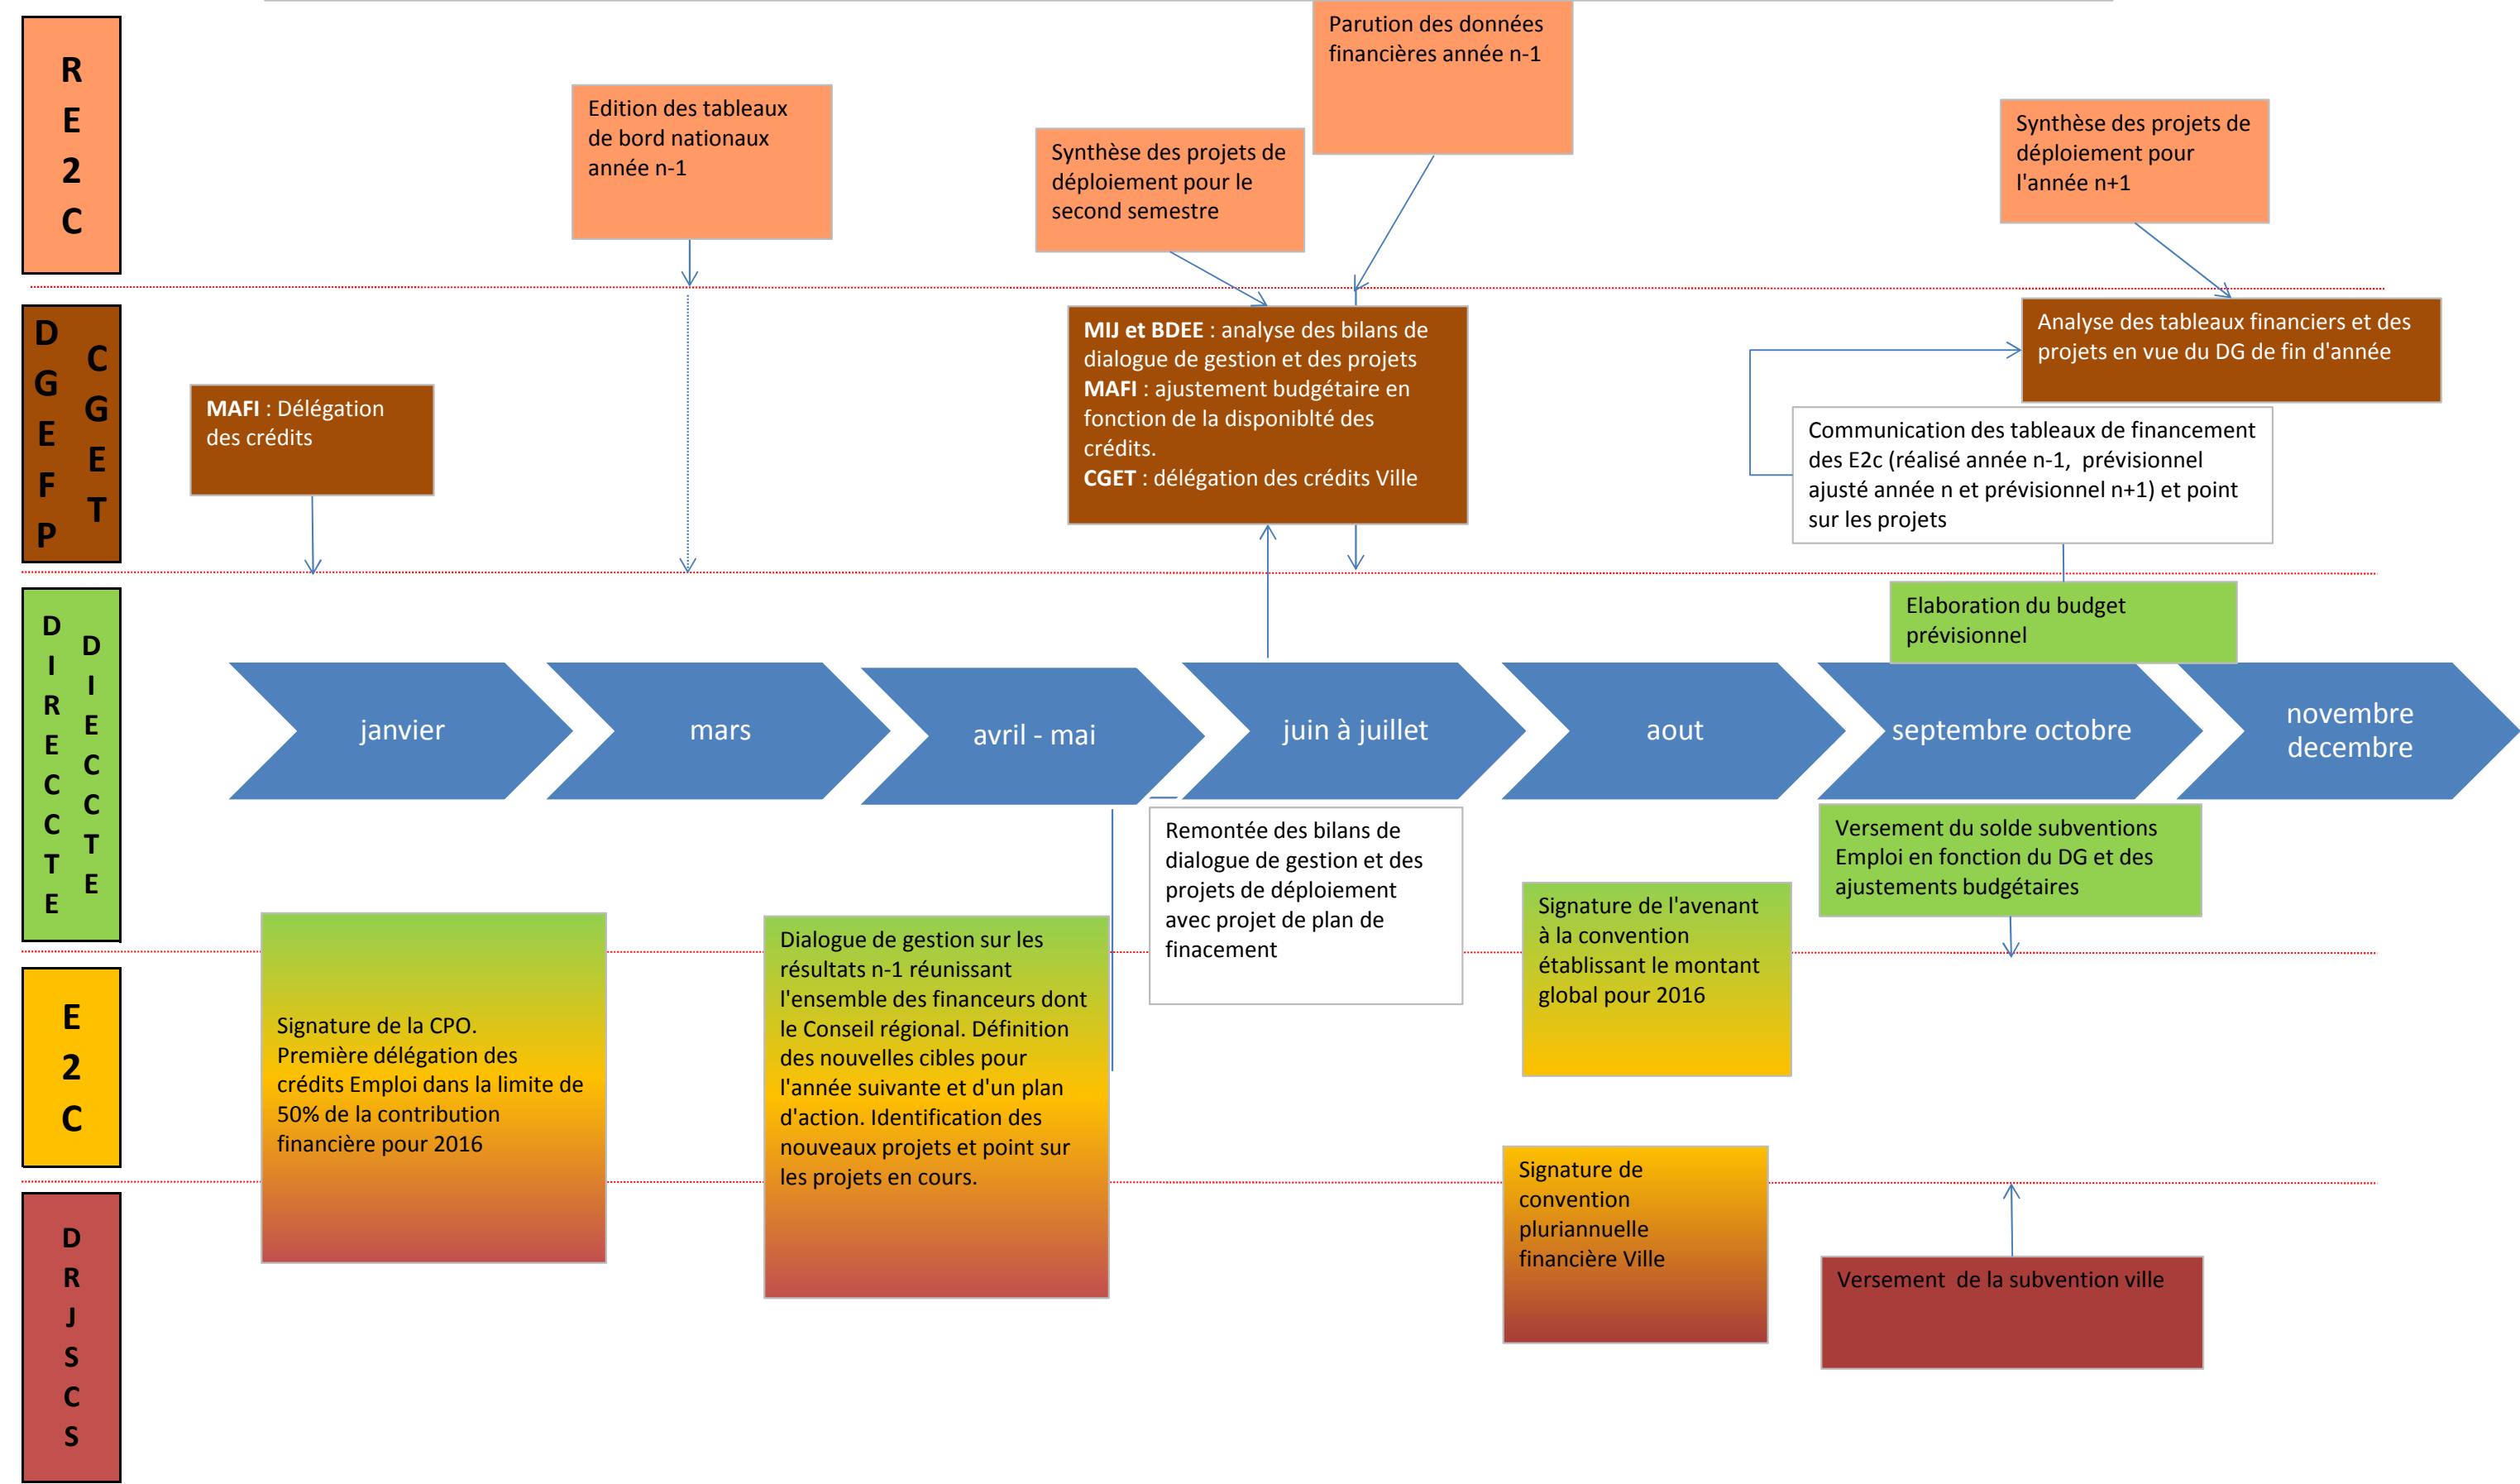 RE2C
Parution des données
financières année n-1
Edition des tableaux
de bord nationaux
année n-1
Synthèse des projets de
déploiement pour le
second semestre
Synthèse des projets de
déploiement pour
l'année n+1
DGEFP
CGET
MAFI : Délégation
des crédits
MIJ et BDEE : analyse des bilans de
dialogue de gestion et des projets
MAFI : ajustement budgétaire en
fonction de la disponiblté des
crédits.
CGET : délégation des crédits Ville
Analyse des tableaux financiers et des
projets en vue du DG de fin d'année
Communication des tableaux de financement
des E2c (réalisé année n-1, prévisionnel
ajusté année n et prévisionnel n+1) et point
sur les projets
DIRECCTE
DIECCTE
Elaboration du budget
prévisionnel
janvier
mars
avril - mai
juin à juillet
aout
septembre octobre
novembre
decembre
Remontée des bilans de
dialogue de gestion et des
projets de déploiement
avec projet de plan de
finacement
Versement du solde subventions
Emploi en fonction du DG et des
ajustements budgétaires
Signature de l'avenant
à la convention
établissant le montant
global pour 2016
E2C
Signature de la CPO.
Première délégation des
crédits Emploi dans la limite de
50% de la contribution
financière pour 2016
Dialogue de gestion sur les
résultats n-1 réunissant
l'ensemble des financeurs dont
le Conseil régional. Définition
des nouvelles cibles pour
l'année suivante et d'un plan
d'action. Identification des
nouveaux projets et point sur
les projets en cours.
Signature de
convention
pluriannuelle
financière Ville
DRJSCS
Versement de la subvention ville